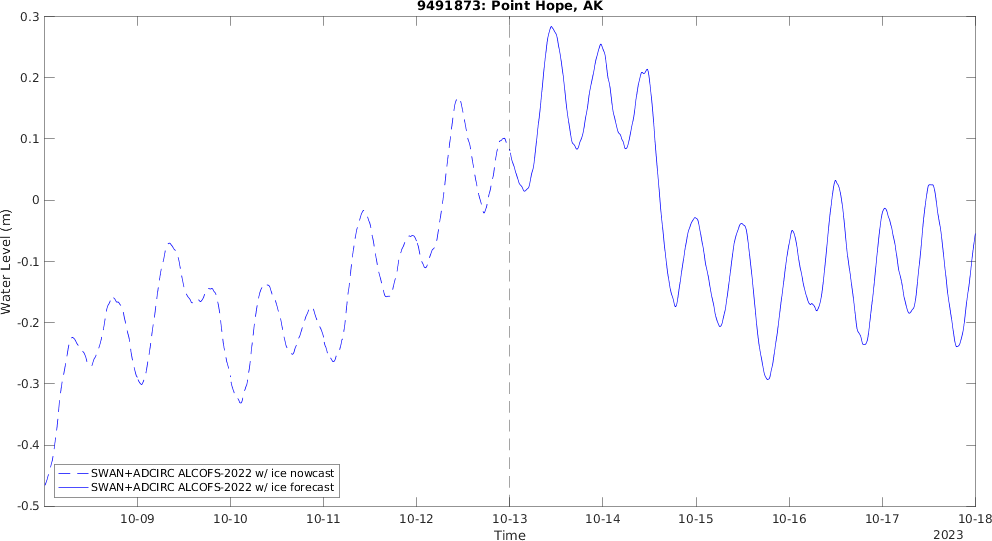 9491873: Point Hope, AK
0.3
0.2
0.1
0
-0.1
-0.2
-0.3
-0.4
-0.5
Water Level (m)
SWAN+ADCIRC ALCOFS-2022 w/ ice nowcast
SWAN+ADCIRC ALCOFS-2022 w/ ice forecast
10-09 10-10 10-11 10-12 10-13 10-14 10-15 10-16 10-17 10-18
Time
2023